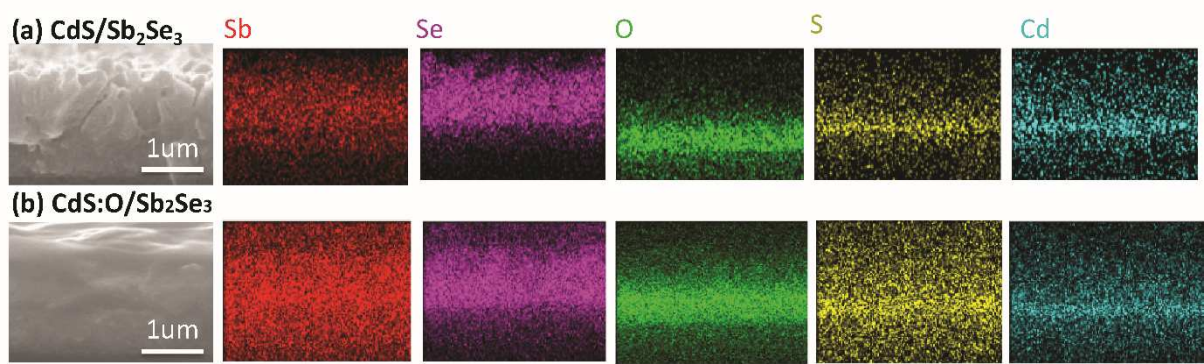 (a) CdS/Sb₂Se₃ Sb Se O S Cd
1um
(b) CdS:O/Sb₂Se₃
1um